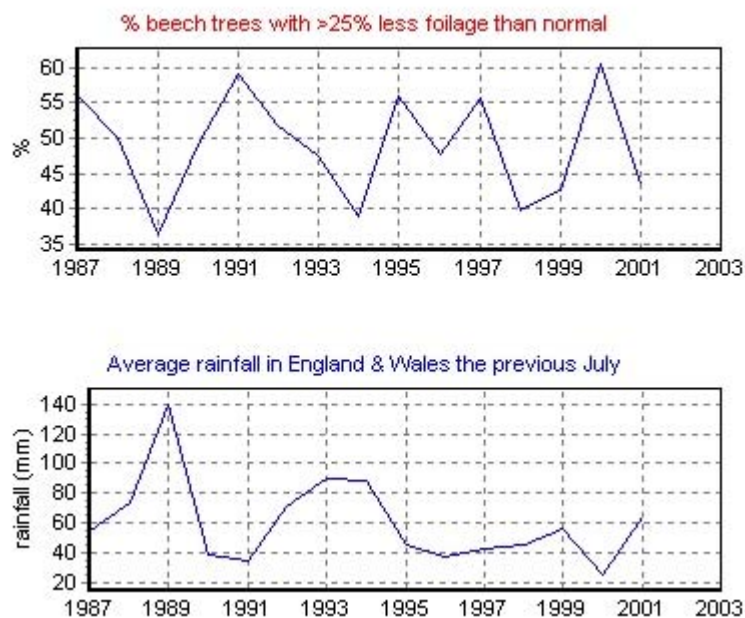 % beech trees with >25% less foilage than normal
60
55
50
45
40
35
%
1987 1989 1991 1993 1995 1997 1999 2001 2003
Average rainfall in England & Wales the previous July
140
120
100
80
60
40
20
rainfall (mm)
1987 1989 1991 1993 1995 1997 1999 2001 2003